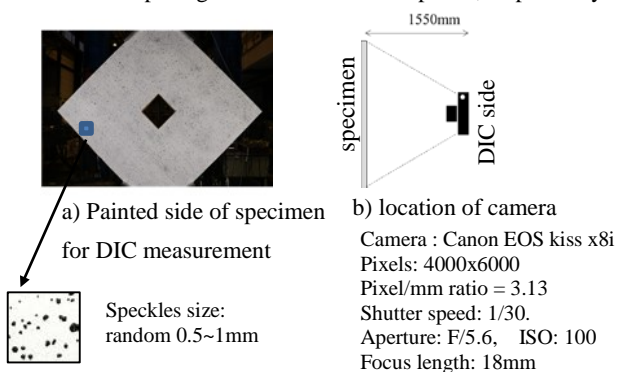 1550mm
specimen
DIC side
a) Painted side of specimen
for DIC measurement
b) location of camera
Camera : Canon EOS kiss x8i
Pixels: 4000x6000
Pixel/mm ratio = 3.13
Shutter speed: 1/30.
Aperture: F/5.6, ISO: 100
Focus length: 18mm
Speckles size:
random 0.5~1mm